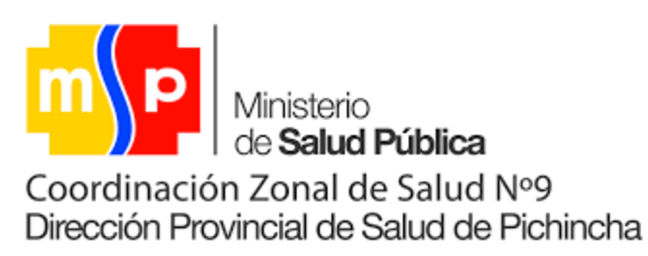 msp
Ministerio
de Salud Pública
Coordinación Zonal de Salud Nº9
Dirección Provincial de Salud de Pichincha